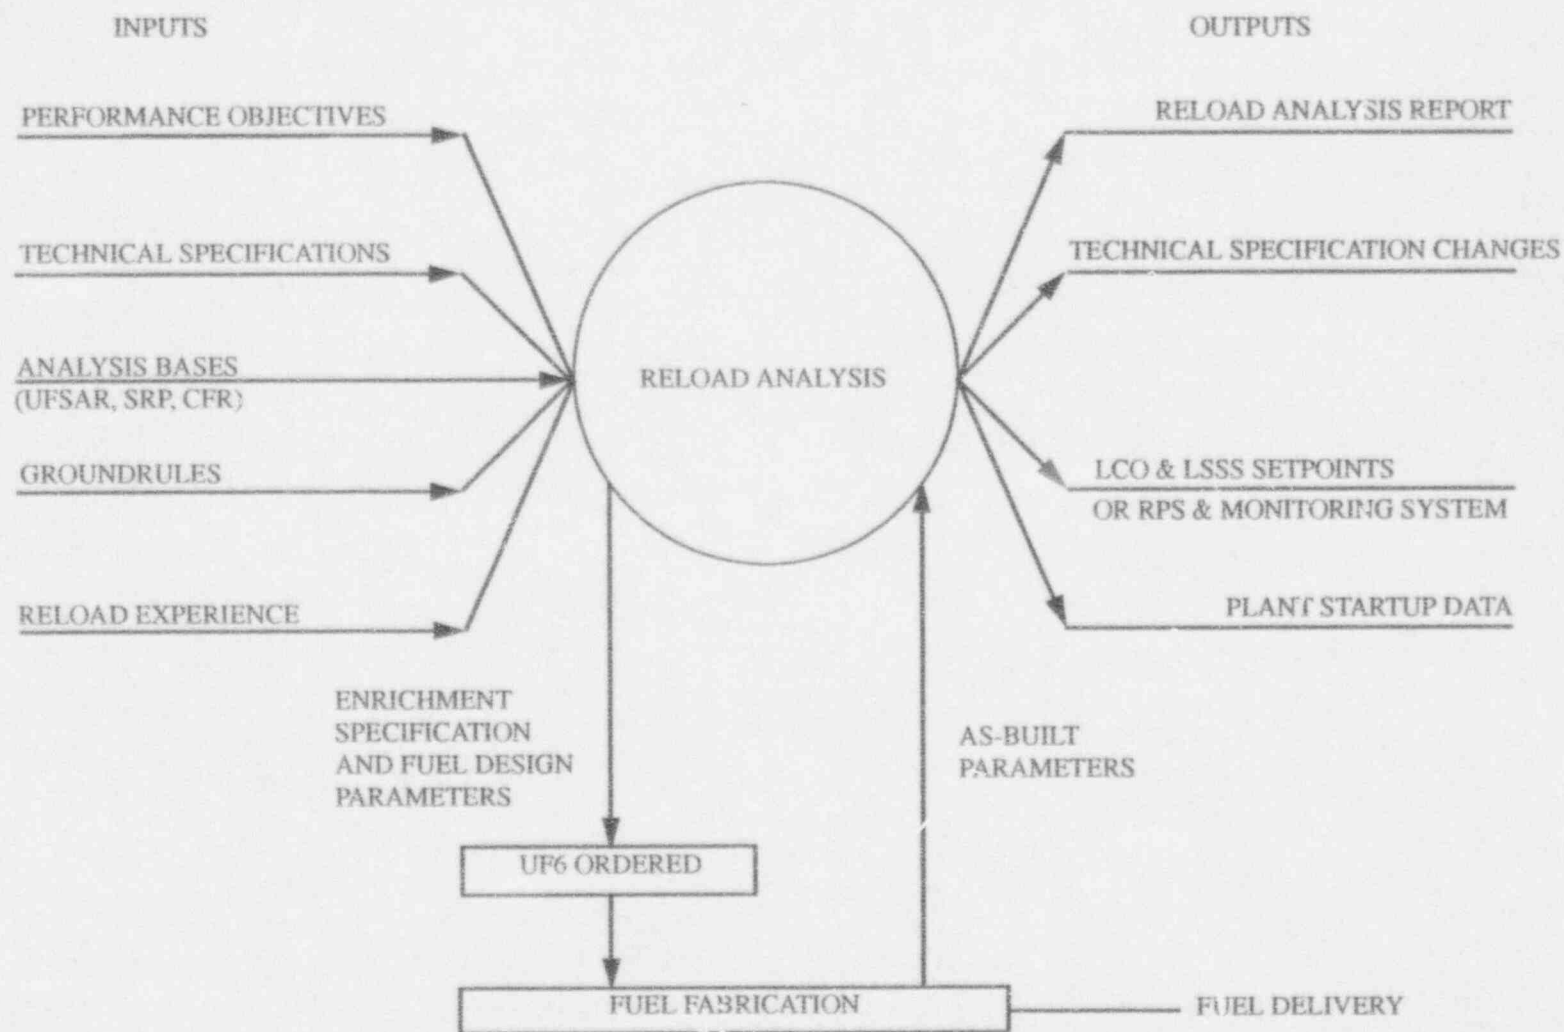 INPUTS
OUTPUTS
PERFORMANCE OBJECTIVES
RELOAD ANALYSIS REPORT
TECHNICAL SPECIFICATIONS
TECHNICAL SPECIFICATION CHANGES
ANALYSIS BASES
(UFSAR, SRP, CFR)
RELOAD ANALYSIS
GROUNDRULES
LCO & LSSS SETPOINTS
OR RPS & MONITORING SYSTEM
RELOAD EXPERIENCE
PLANT STARTUP DATA
ENRICHMENT
SPECIFICATION
AND FUEL DESIGN
PARAMETERS
AS-BUILT
PARAMETERS
UF6 ORDERED
FUEL FABRICATION
FUEL DELIVERY